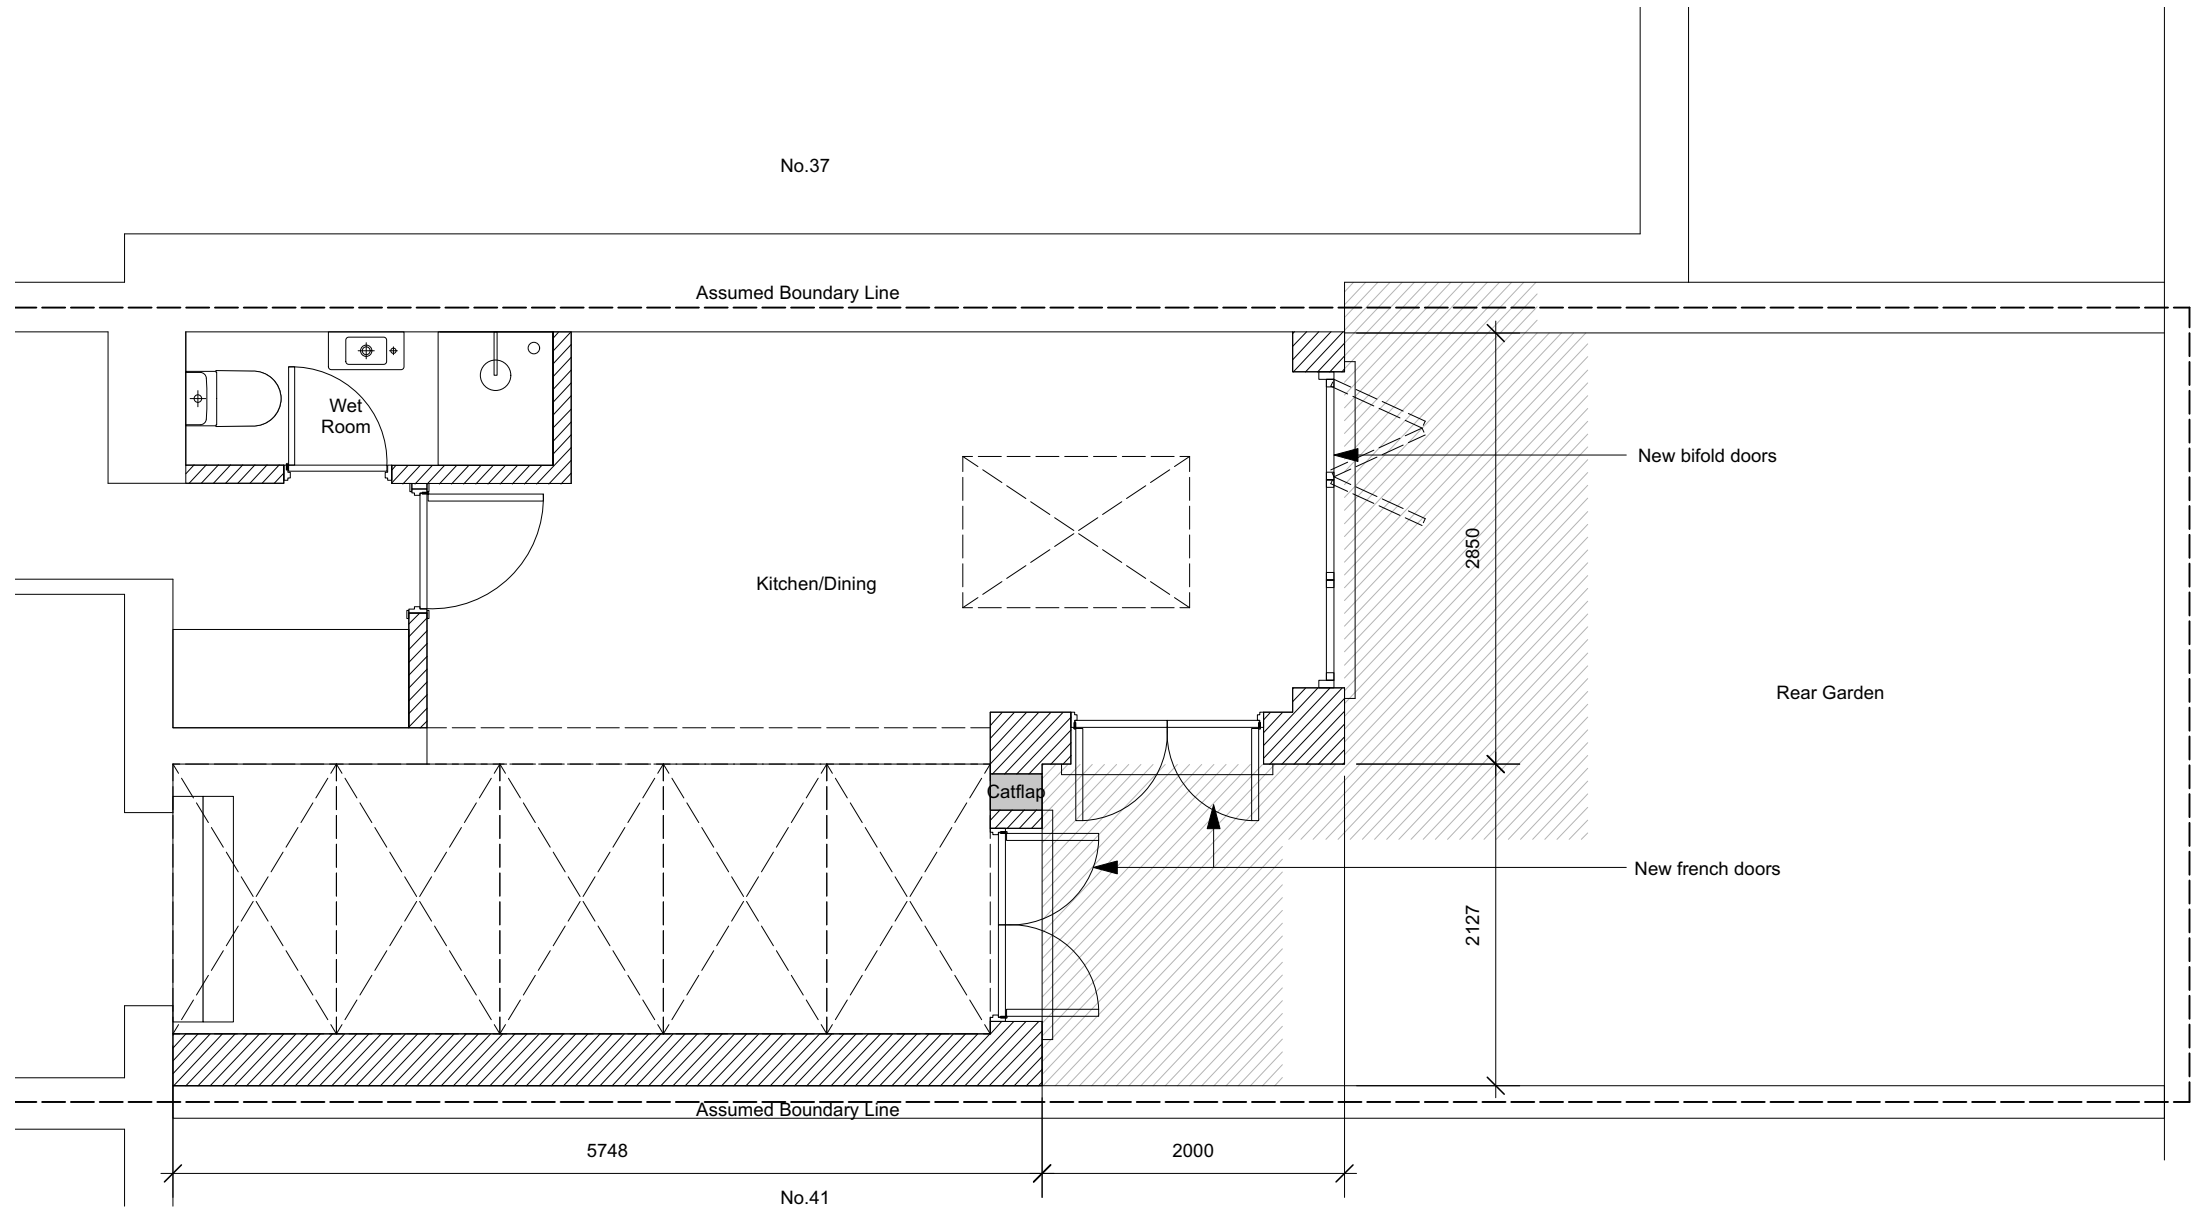 No.37
Assumed Boundary Line
Wet
Room
New bifold doors
2850
Kitchen/Dining
Rear Garden
Catflap
New french doors
2127
Assumed Boundary Line
5748
2000
No.41